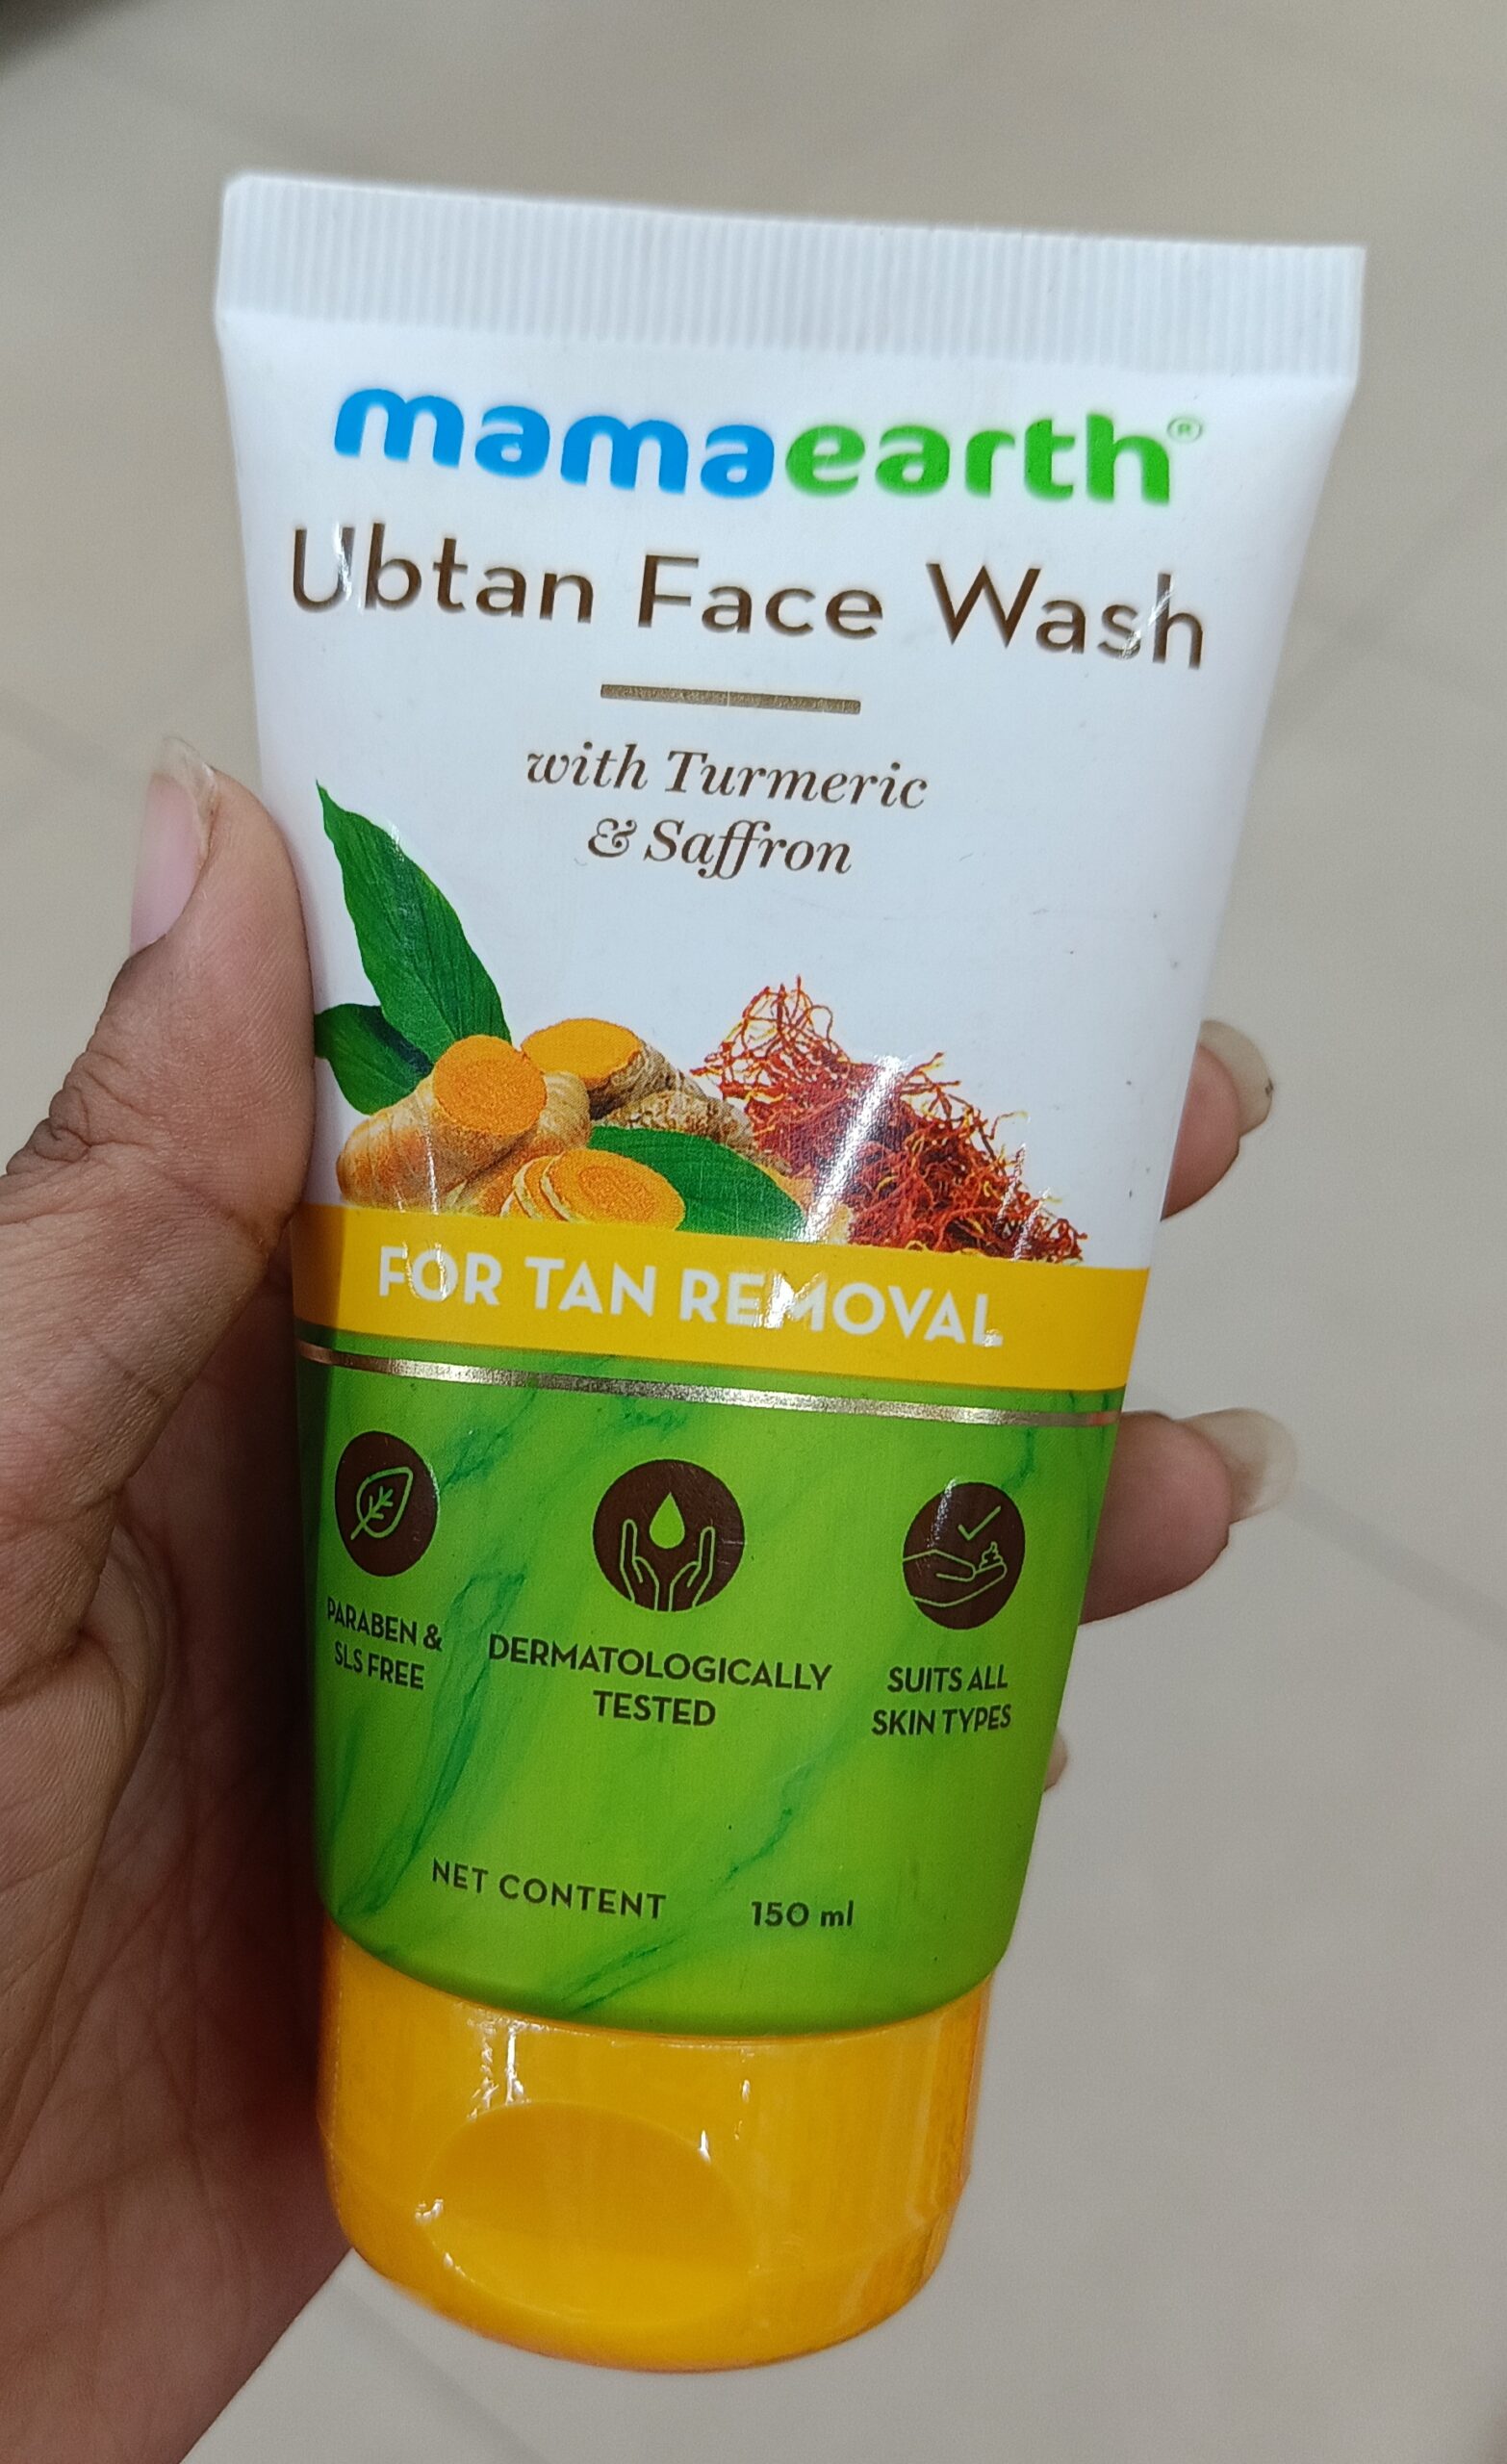 mamaearth®
Ubtan Face Wash
with Turmeric
& Saffron
FOR TAN REMOVAL
PARABEN &
SLS FREE
DERMATOLOGICALLY
TESTED
SUITS ALL
SKIN TYPES
NET CONTENT 150 ml